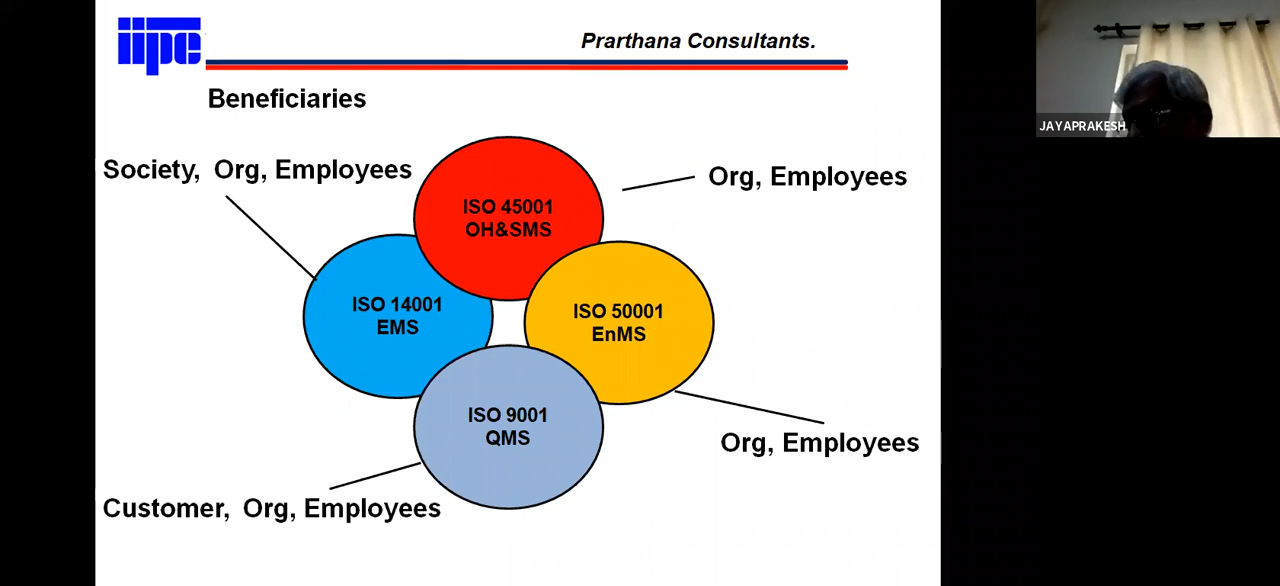 iipc
Prarthana Consultants.
JAYAPRAKESH
Beneficiaries
Society, Org, Employees
Org, Employees
ISO 45001
OH&SMS
ISO 14001
EMS
ISO 50001
EnMS
ISO 9001
QMS
Org, Employees
Customer, Org, Employees